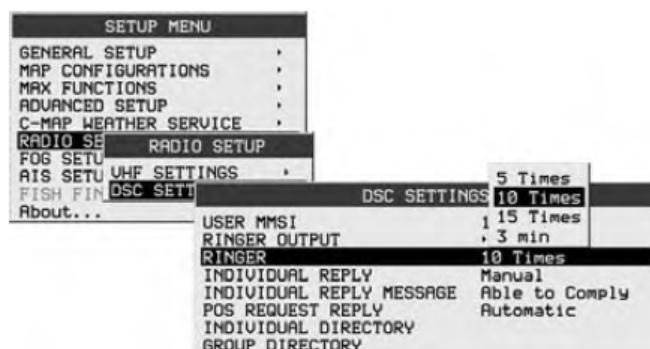 SETUP MENU
GENERAL SETUP
MAP CONFIGURATIONS
MAX FUNCTIONS
ADVANCED SETUP
C-MAP WEATHER SERVICE
RADIO SE
FOG SETU
AIS SETU
FISH FIN
About...
RADIO SETUP
VHF SETTINGS
DSC SETT
DSC SETTINGS
USER MMSI 1
RINGER OUTPUT
RINGER 10 Times
INDIVIDUAL REPLY Manual
INDIVIDUAL REPLY MESSAGE Able to Comply
POS REQUEST REPLY Automatic
INDIVIDUAL DIRECTORY
GROUP DIRECTORY
5 Times
10 Times
15 Times
3 min